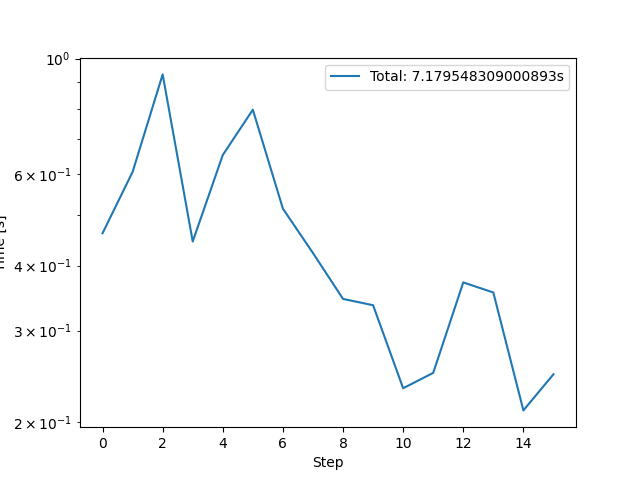 Total: 7.179548309000893s
10⁰
6 × 10⁻¹
4 × 10⁻¹
3 × 10⁻¹
2 × 10⁻¹
Time [s]
0 2 4 6 8 10 12 14
Step